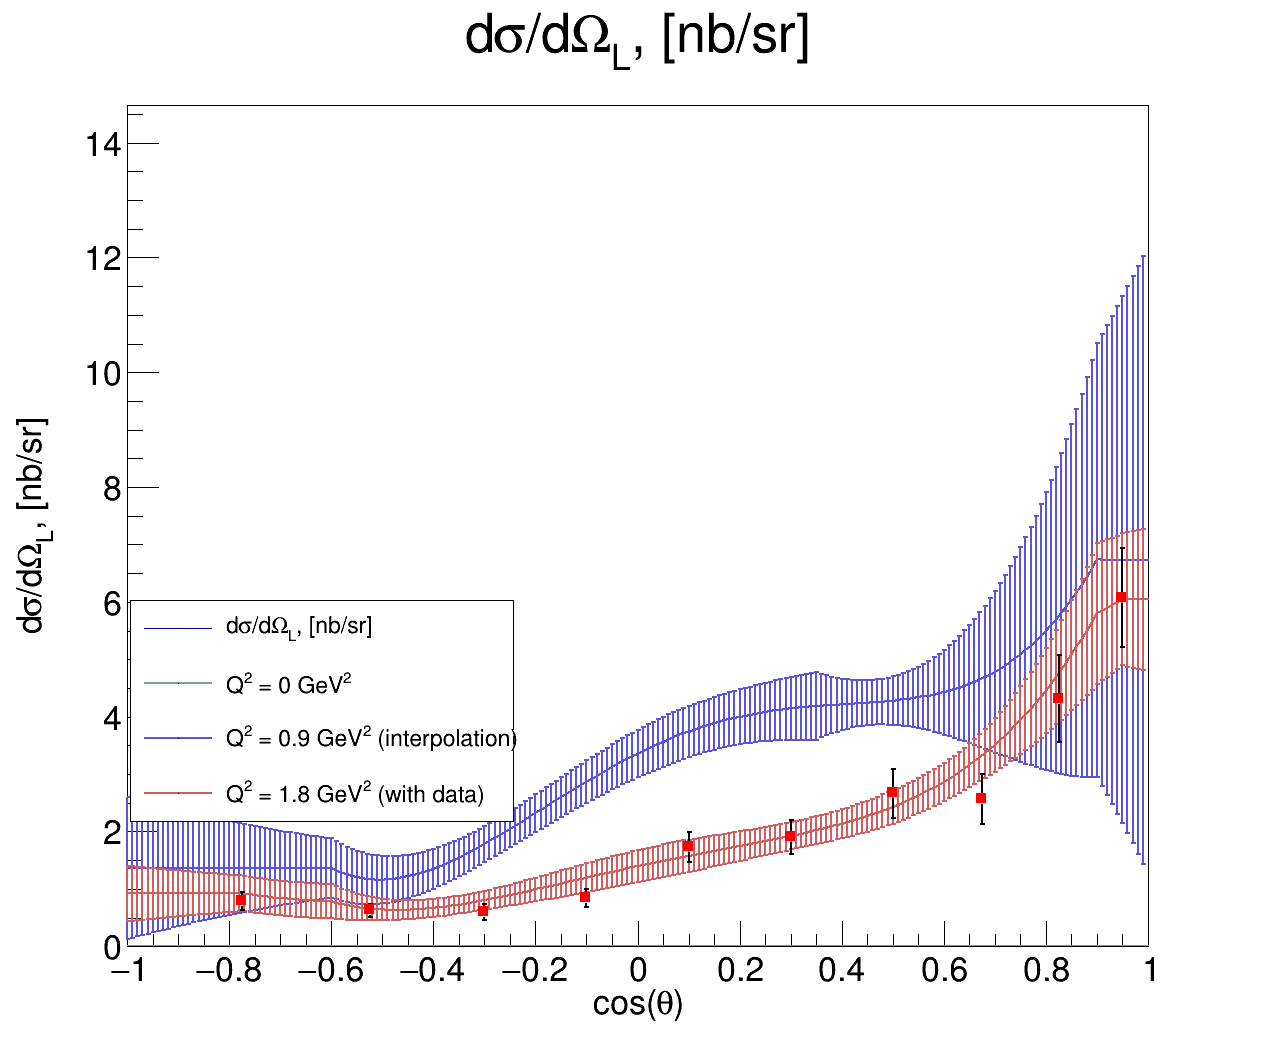 dσ/dΩL, [nb/sr]
dσ/dΩL, [nb/sr]
14
12
10
8
6
4
2
0
dσ/dΩL, [nb/sr]
Q2 = 0 GeV2
Q2 = 0.9 GeV2 (interpolation)
Q2 = 1.8 GeV2 (with data)
−1 −0.8 −0.6 −0.4 −0.2 0 0.2 0.4 0.6 0.8 1
cos(θ)